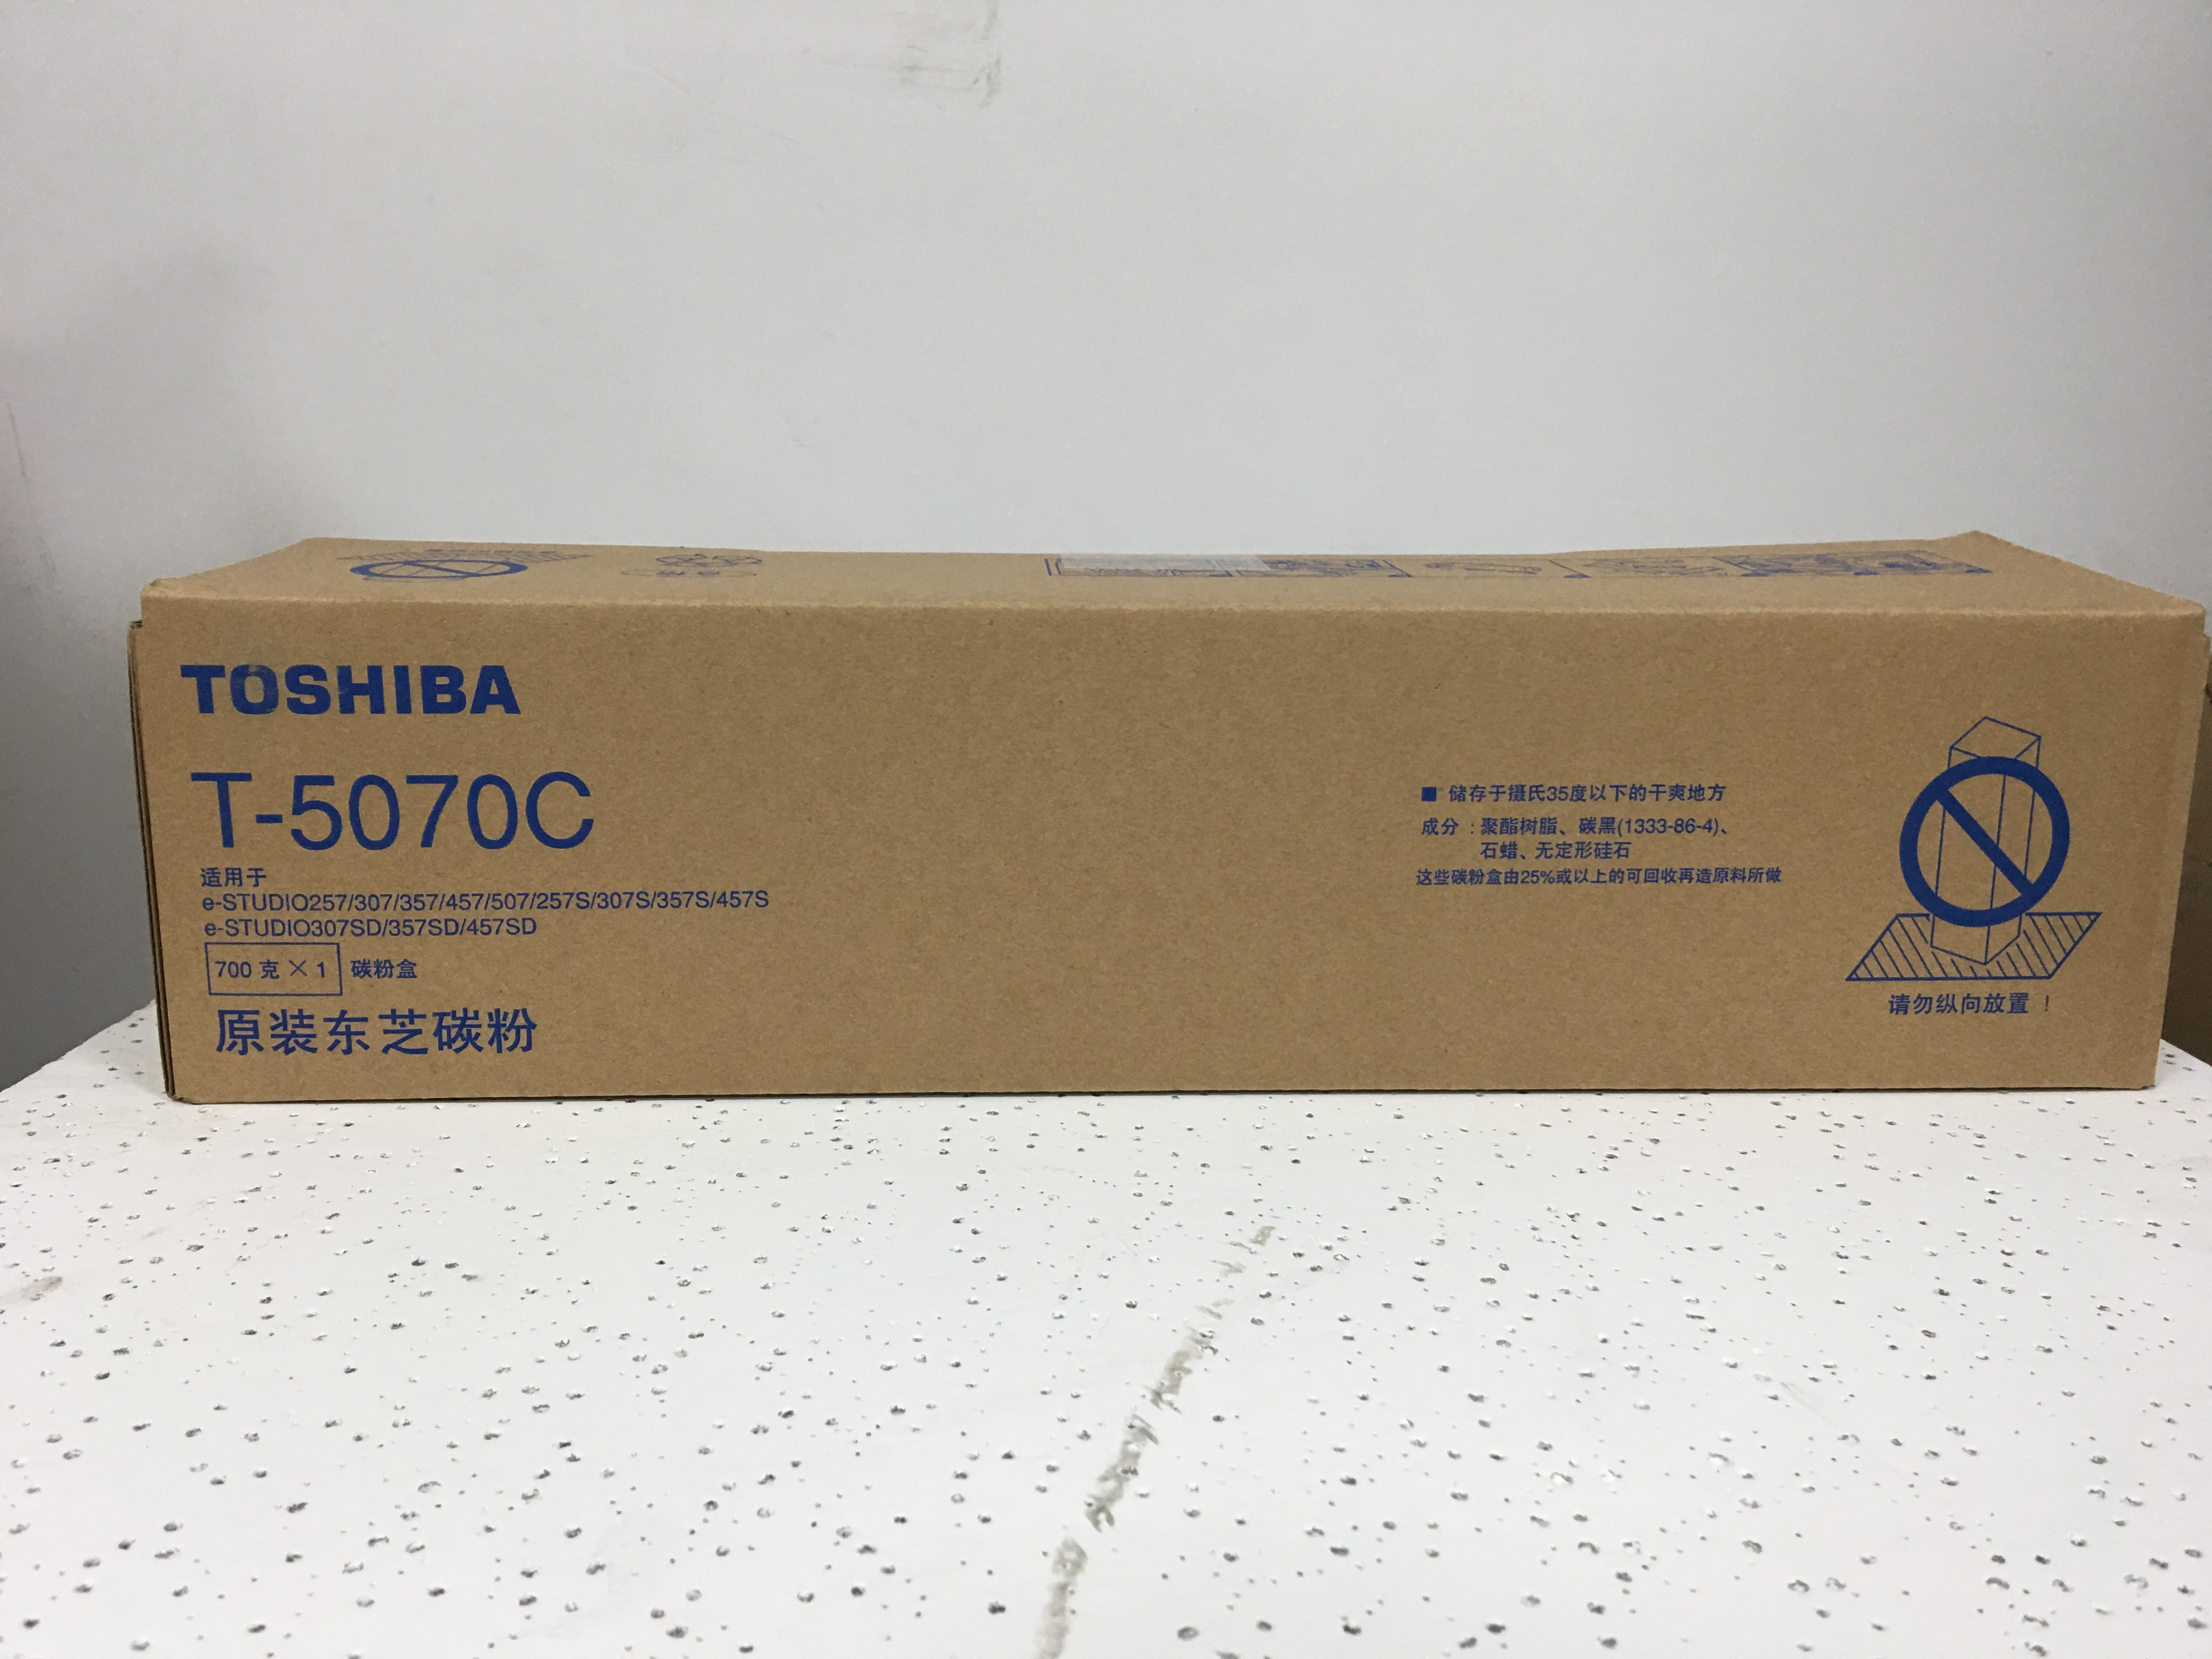 TOSHIBA
T-5070C
适用于
e-STUDIO257/307/357/457/507/257S/307S/357S/457S
e-STUDIO307SD/357SD/457SD
700 克×1 碳粉盒
原装东芝碳粉
■ 储存于摄氏35度以下的干爽地方
成分：聚酯树脂、碳黑(1333-86-4)、
石蜡、无定形硅石
这些碳粉盒由25%或以上的可回收再造原料所做
请勿纵向放置！